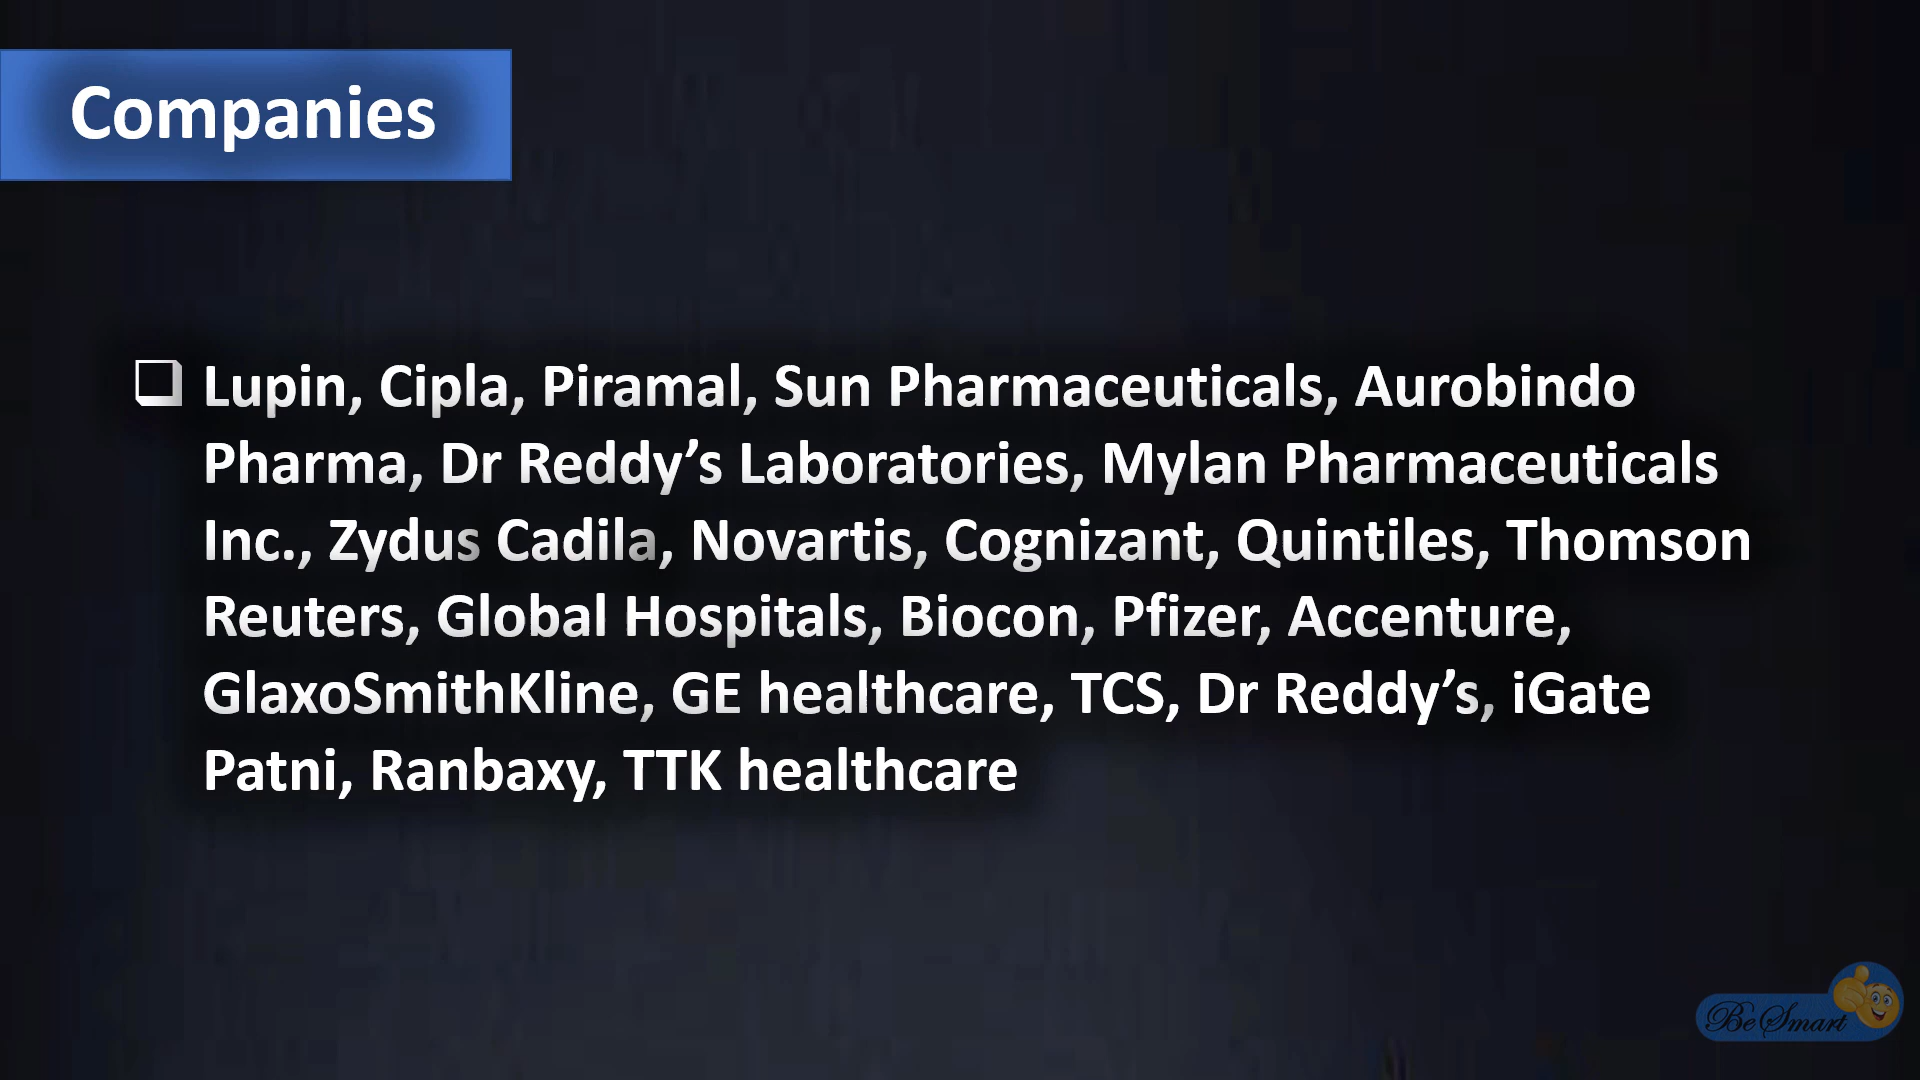 Companies
❑ Lupin, Cipla, Piramal, Sun Pharmaceuticals, Aurobindo
Pharma, Dr Reddy’s Laboratories, Mylan Pharmaceuticals
Inc., Zydus Cadila, Novartis, Cognizant, Quintiles, Thomson
Reuters, Global Hospitals, Biocon, Pfizer, Accenture,
GlaxoSmithKline, GE healthcare, TCS, Dr Reddy’s, iGate
Patni, Ranbaxy, TTK healthcare
Be Smart